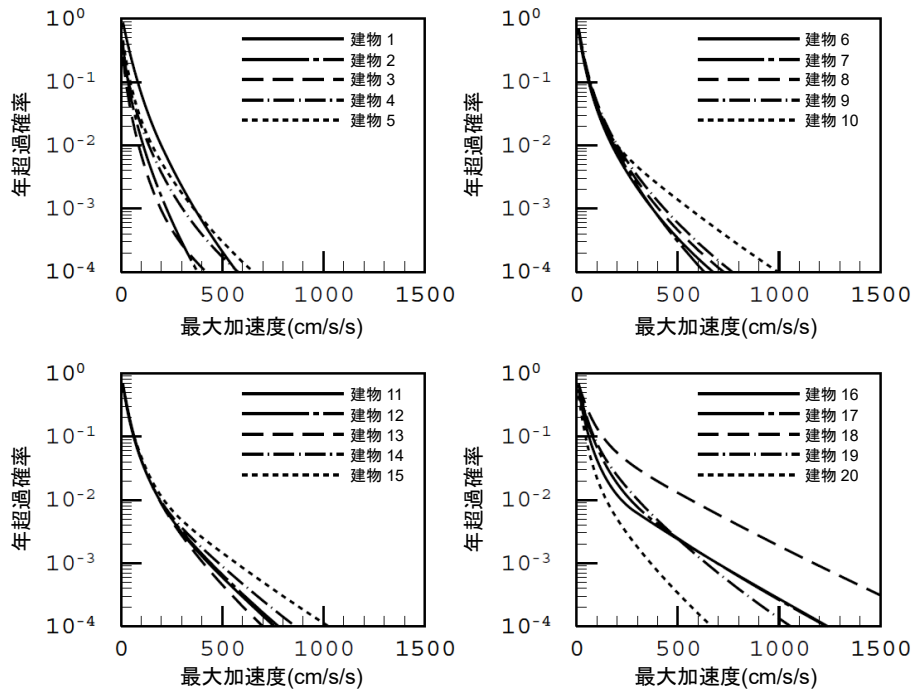 10⁰
10⁻¹
10⁻²
10⁻³
10⁻⁴
年超過確率
建物 1
建物 2
建物 3
建物 4
建物 5
0 500 1000 1500
最大加速度(cm/s/s)
10⁰
10⁻¹
10⁻²
10⁻³
10⁻⁴
年超過確率
建物 6
建物 7
建物 8
建物 9
建物 10
0 500 1000 1500
最大加速度(cm/s/s)
10⁰
10⁻¹
10⁻²
10⁻³
10⁻⁴
年超過確率
建物 11
建物 12
建物 13
建物 14
建物 15
0 500 1000 1500
最大加速度(cm/s/s)
10⁰
10⁻¹
10⁻²
10⁻³
10⁻⁴
年超過確率
建物 16
建物 17
建物 18
建物 19
建物 20
0 500 1000 1500
最大加速度(cm/s/s)